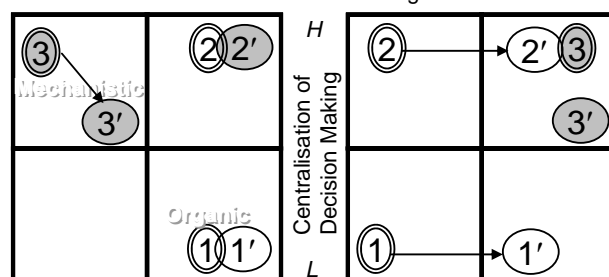 H
3 2 2′
Mechanistic
3′
Centralisation of
Decision Making
Organic
1 1′
L
2 2′ 3
3′
1 1′